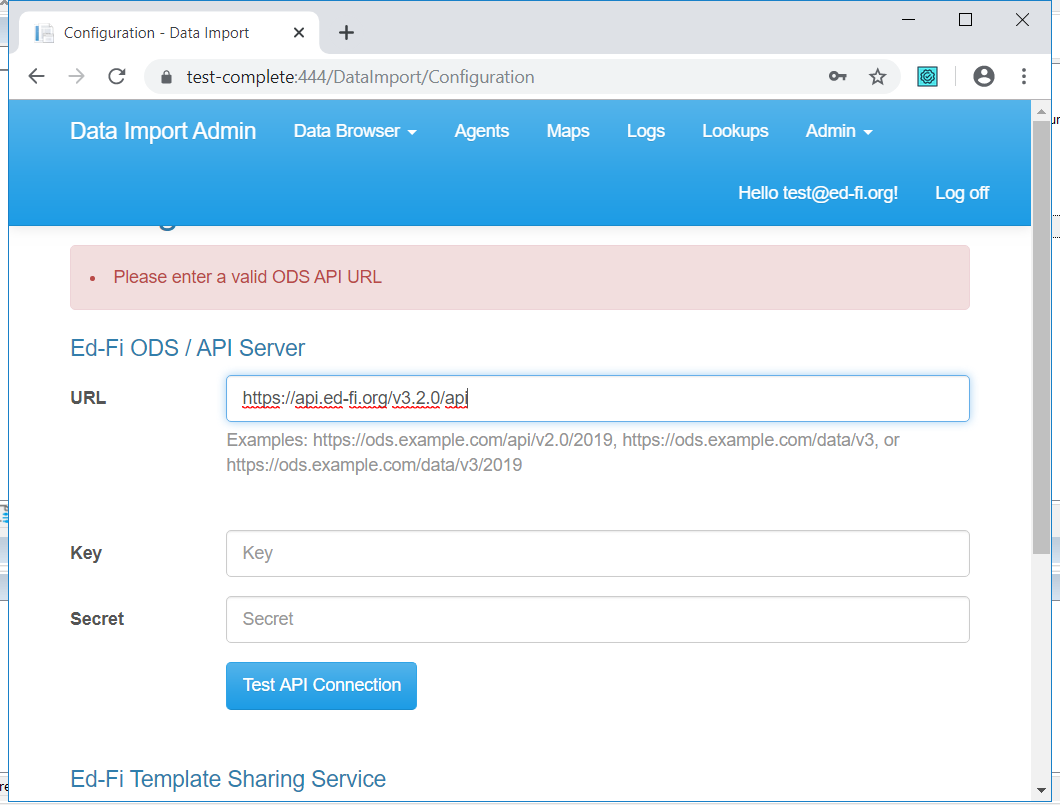 Configuration - Data Import
test-complete:444/DataImport/Configuration
Data Import Admin Data Browser Agents Maps Logs Lookups Admin
Hello test@ed-fi.org! Log off
Please enter a valid ODS API URL
Ed-Fi ODS / API Server
URL https://api.ed-fi.org/v3.2.0/api
Examples: https://ods.example.com/api/v2.0/2019, https://ods.example.com/data/v3, or
https://ods.example.com/data/v3/2019
Key Key
Secret Secret
Test API Connection
Ed-Fi Template Sharing Service